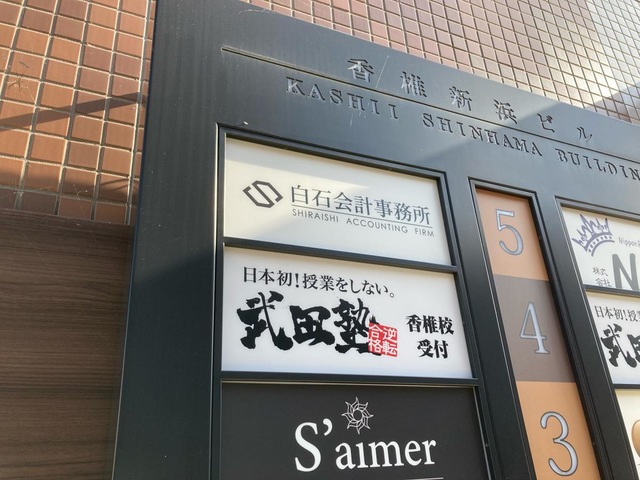 香椎新浜ビル
KASHII SHINHAMA BUILDIN
白石会計事務所
SHIRAISHI ACCOUNTING FIRM
5
Nippon
株式
会社
N
日本初!授業をしない。
武田塾
逆転
合格
香椎校
受付
4
日本初!授業
武
S'aimer
3